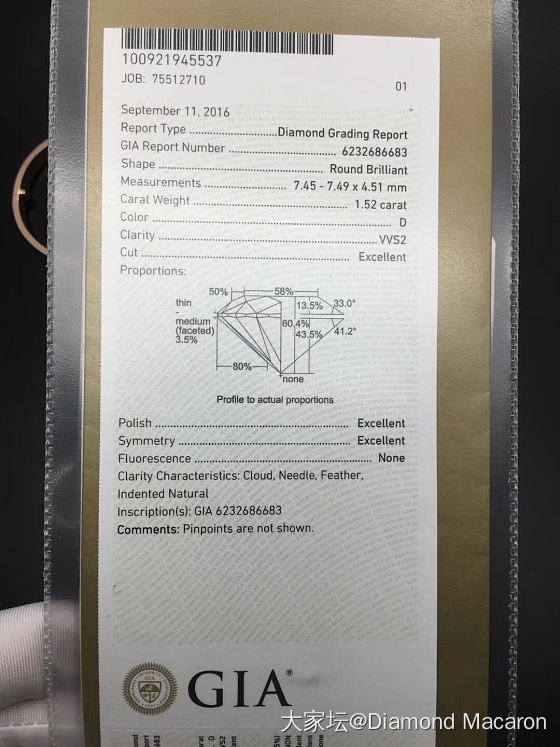 100921945537
JOB: 75512710
01
September 11, 2016
Report Type ........................ Diamond Grading Report
GIA Report Number ........................ 6232686683
Shape ........................ Round Brilliant
Measurements ........................ 7.45 - 7.49 x 4.51 mm
Carat Weight ........................ 1.52 carat
Color ........................ D
Clarity ........................ VVS2
Cut ........................ Excellent
Proportions:
50% 58%
thin
-
medium
(faceted)
3.5%
13.5% 33.0°
60.4%
43.5% 41.2°
80%
none
Profile to actual proportions
Polish ........................ Excellent
Symmetry ........................ Excellent
Fluorescence ........................ None
Clarity Characteristics: Cloud, Needle, Feather,
Indented Natural
Inscription(s): GIA 6232686683
Comments: Pinpoints are not shown.
GIA®
大家坛@Diamond Macaron